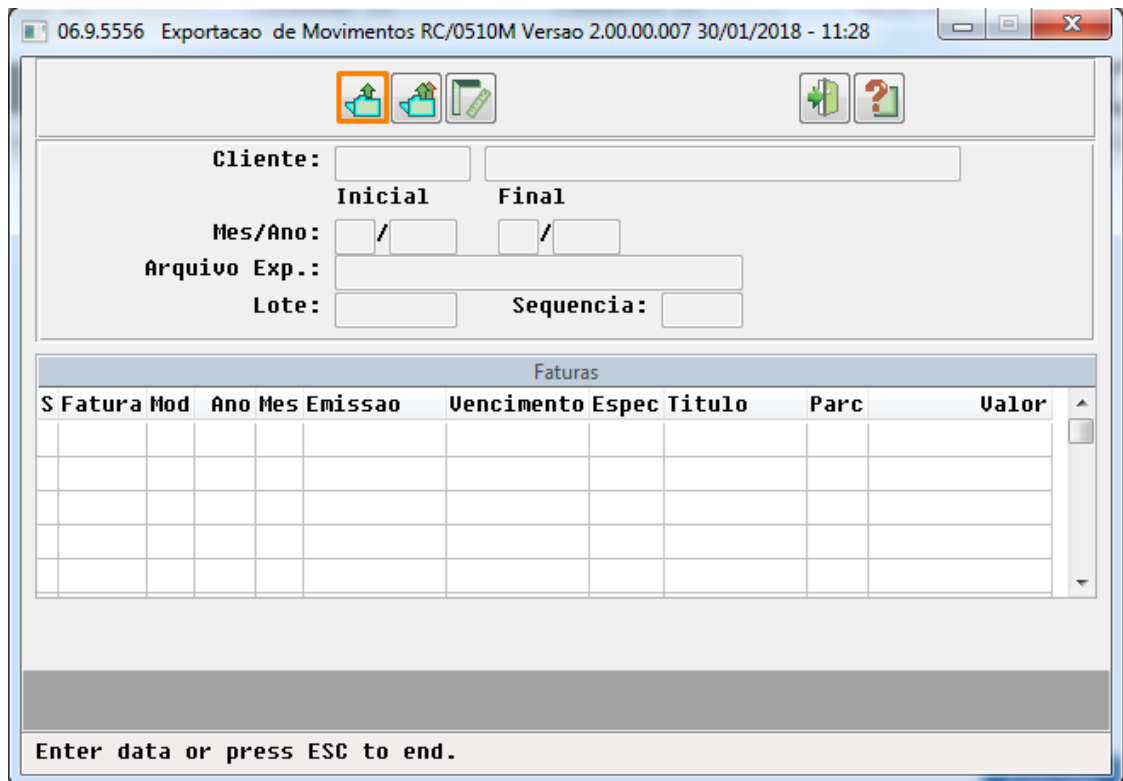 06.9.5556 Exportacao de Movimentos RC/0510M Versao 2.00.00.007 30/01/2018 - 11:28
Cliente:
Inicial Final
Mes/Ano: / /
Arquivo Exp.:
Lote: Sequencia:
Faturas
S Fatura Mod Ano Mes Emissao Vencimento Espec Titulo Parc Valor
Enter data or press ESC to end.